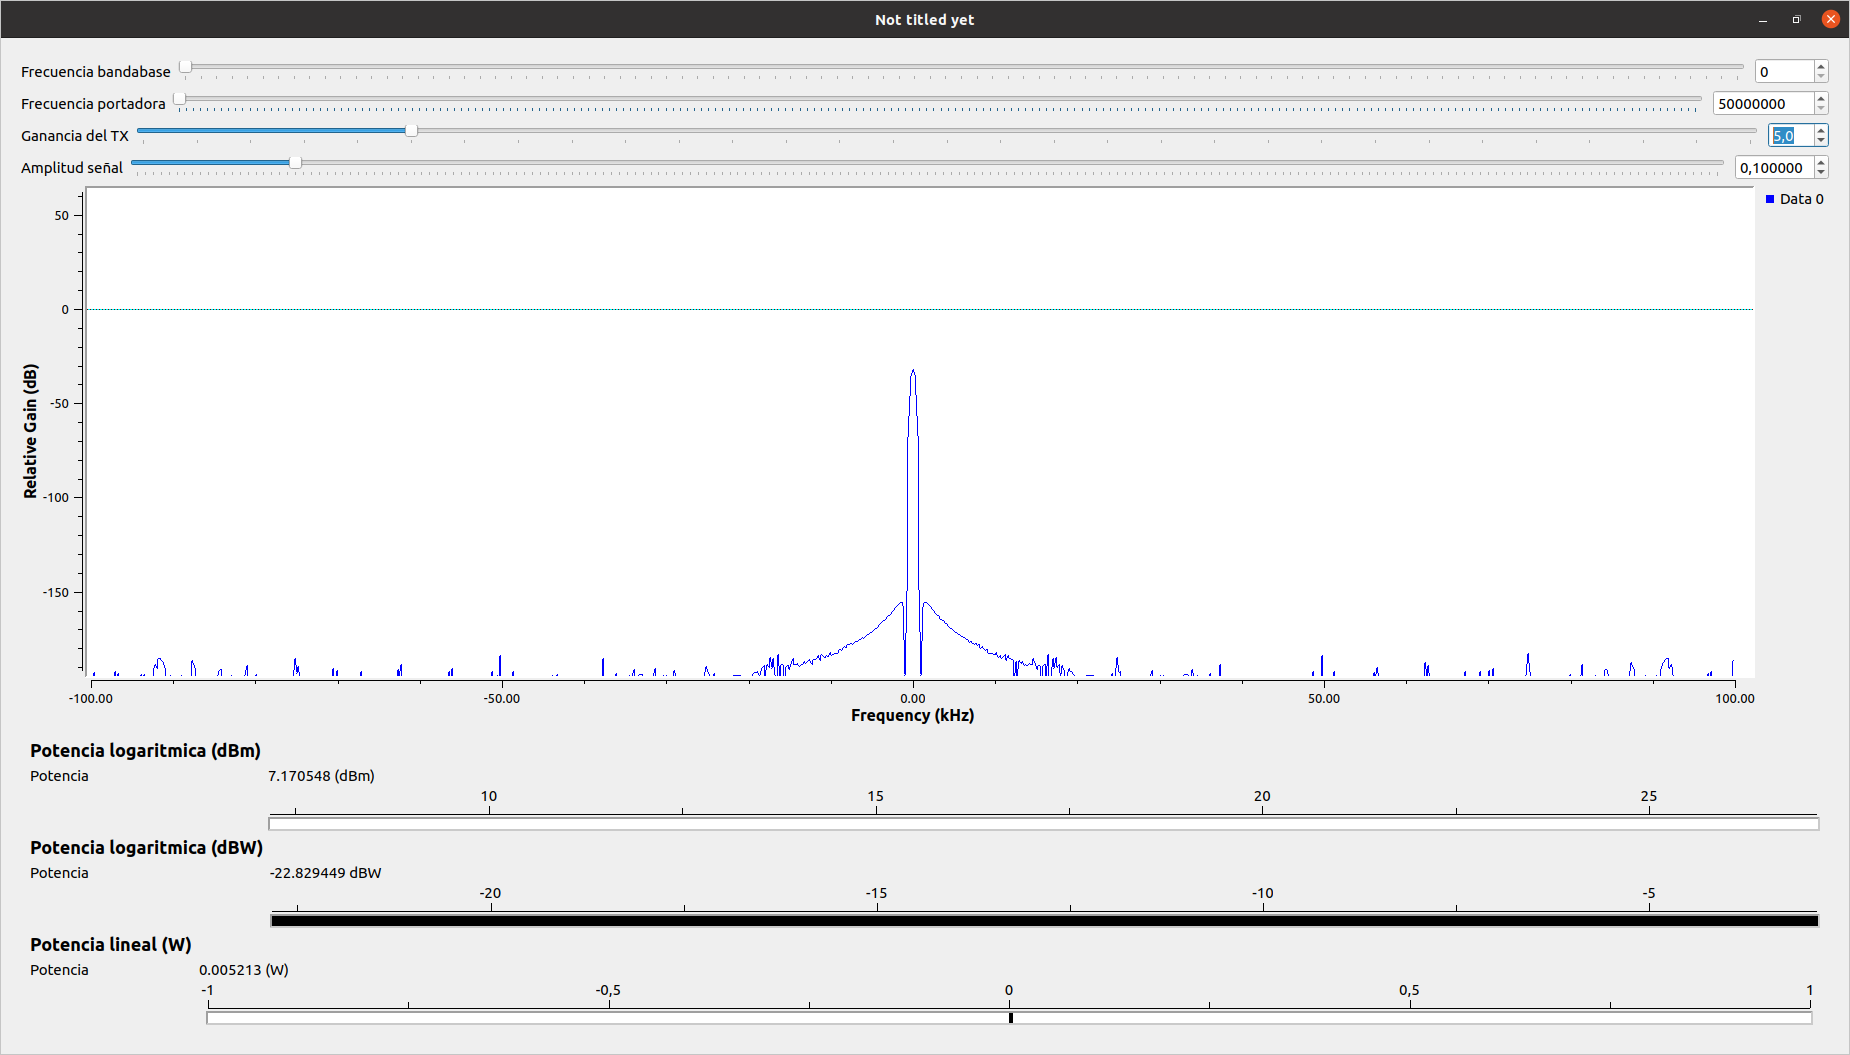 Not titled yet
Frecuencia bandabase 0
Frecuencia portadora 50000000
Ganancia del TX 5,0
Amplitud señal 0,100000
Data 0
50
0
-50
-100
-150
Relative Gain (dB)
-100.00 -50.00 0.00 50.00 100.00
Frequency (kHz)
Potencia logaritmica (dBm)
Potencia 7.170548 (dBm)
10 15 20 25
Potencia logaritmica (dBW)
Potencia -22.829449 dBW
-20 -15 -10 -5
Potencia lineal (W)
Potencia 0.005213 (W)
-1 -0,5 0 0,5 1